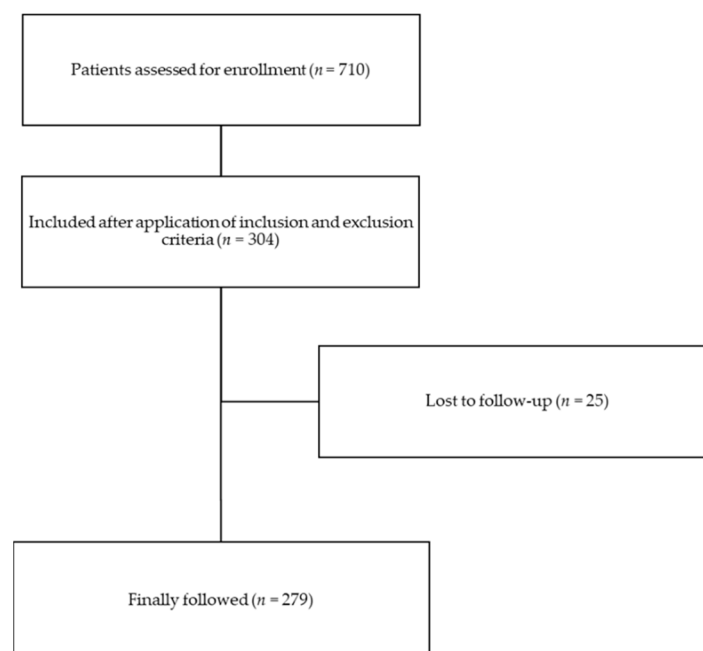 Patients assessed for enrollment (n = 710)
Included after application of inclusion and exclusion
criteria (n = 304)
Lost to follow-up (n = 25)
Finally followed (n = 279)